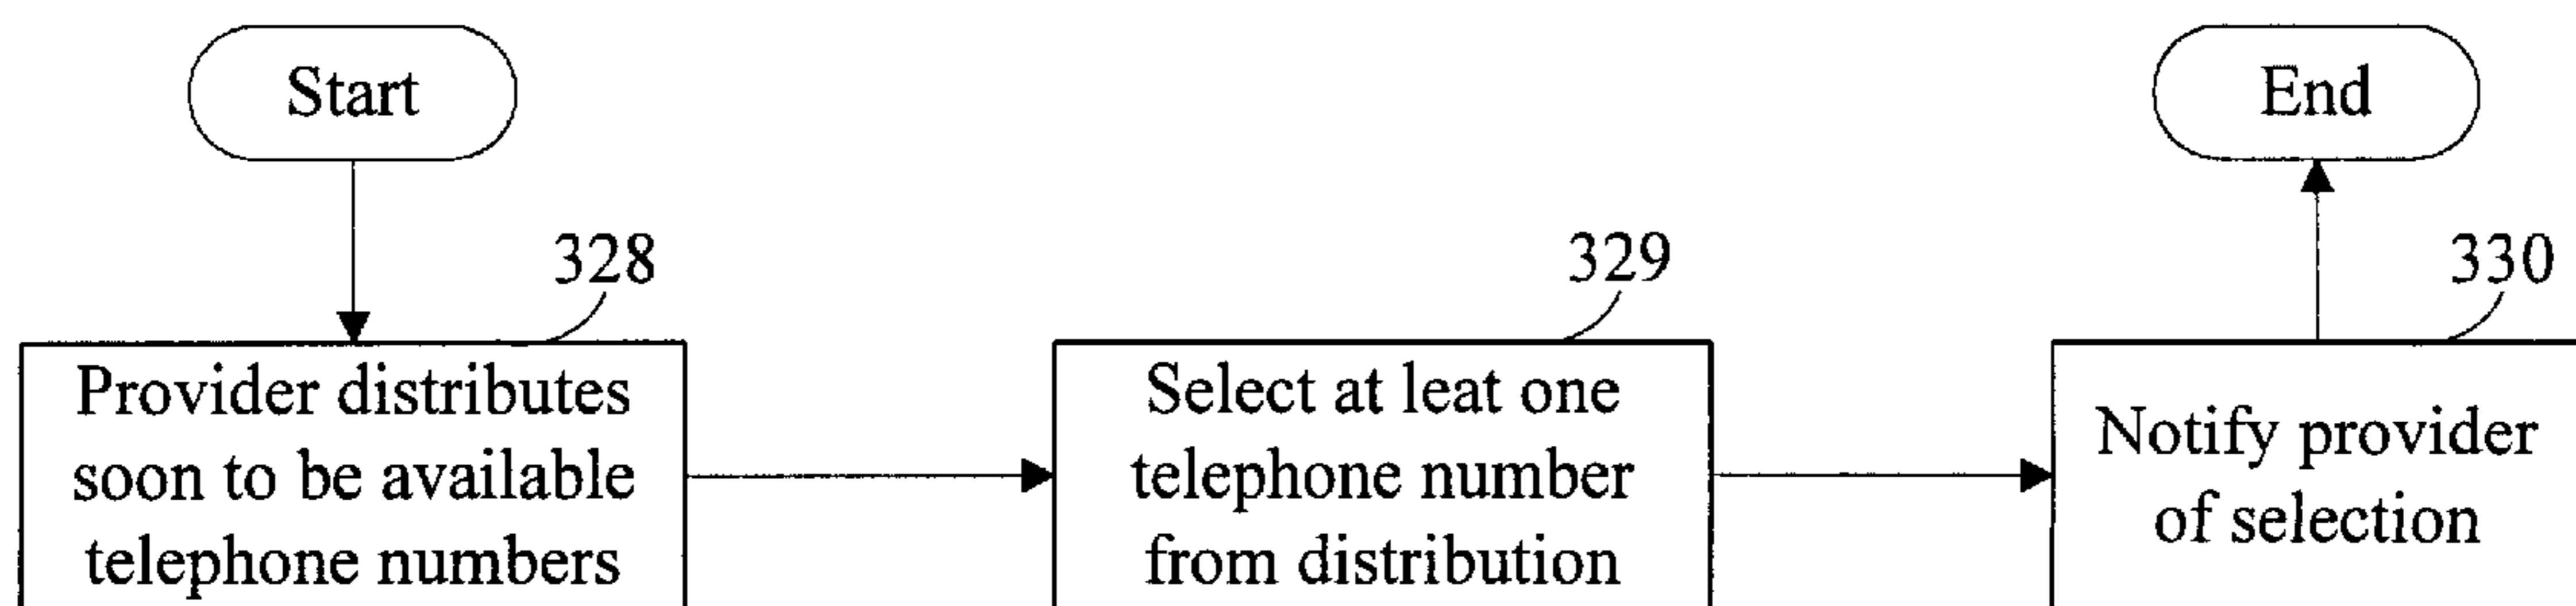 Start
End
328
329
330
Provider distributes
soon to be available
telephone numbers
Select at leat one
telephone number
from distribution
Notify provider
of selection